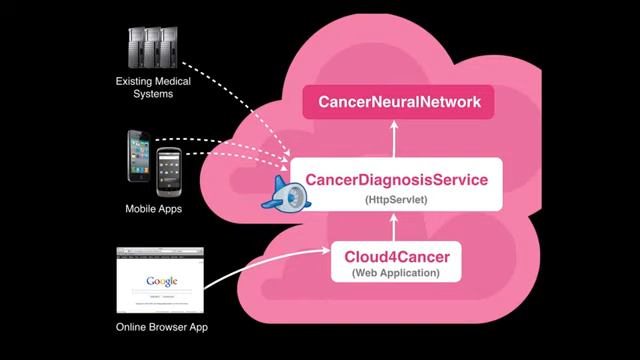 Existing Medical
Systems
CancerNeuralNetwork
CancerDiagnosisService
(HttpServlet)
Mobile Apps
Cloud4Cancer
(Web Application)
Google
Online Browser App